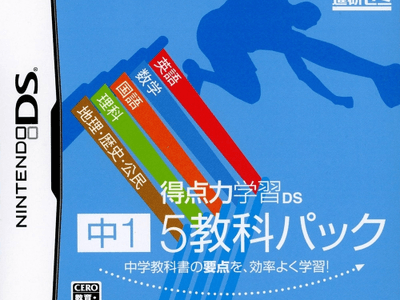 進研ゼミ
NINTENDO DS
英語
数学
国語
理科
地理・歴史・公民
得点力学習DS
中1
5教科パック
中学教科書の要点を、効率よく学習!
CERO
教育・